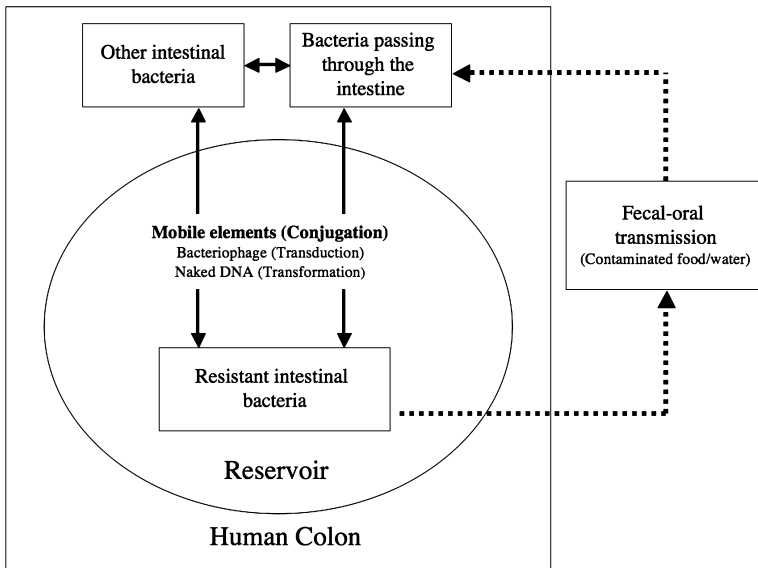 Other intestinal
bacteria
Bacteria passing
through the
intestine
Mobile elements (Conjugation)
Bacteriophage (Transduction)
Naked DNA (Transformation)
Fecal-oral
transmission
(Contaminated food/water)
Resistant intestinal
bacteria
Reservoir
Human Colon